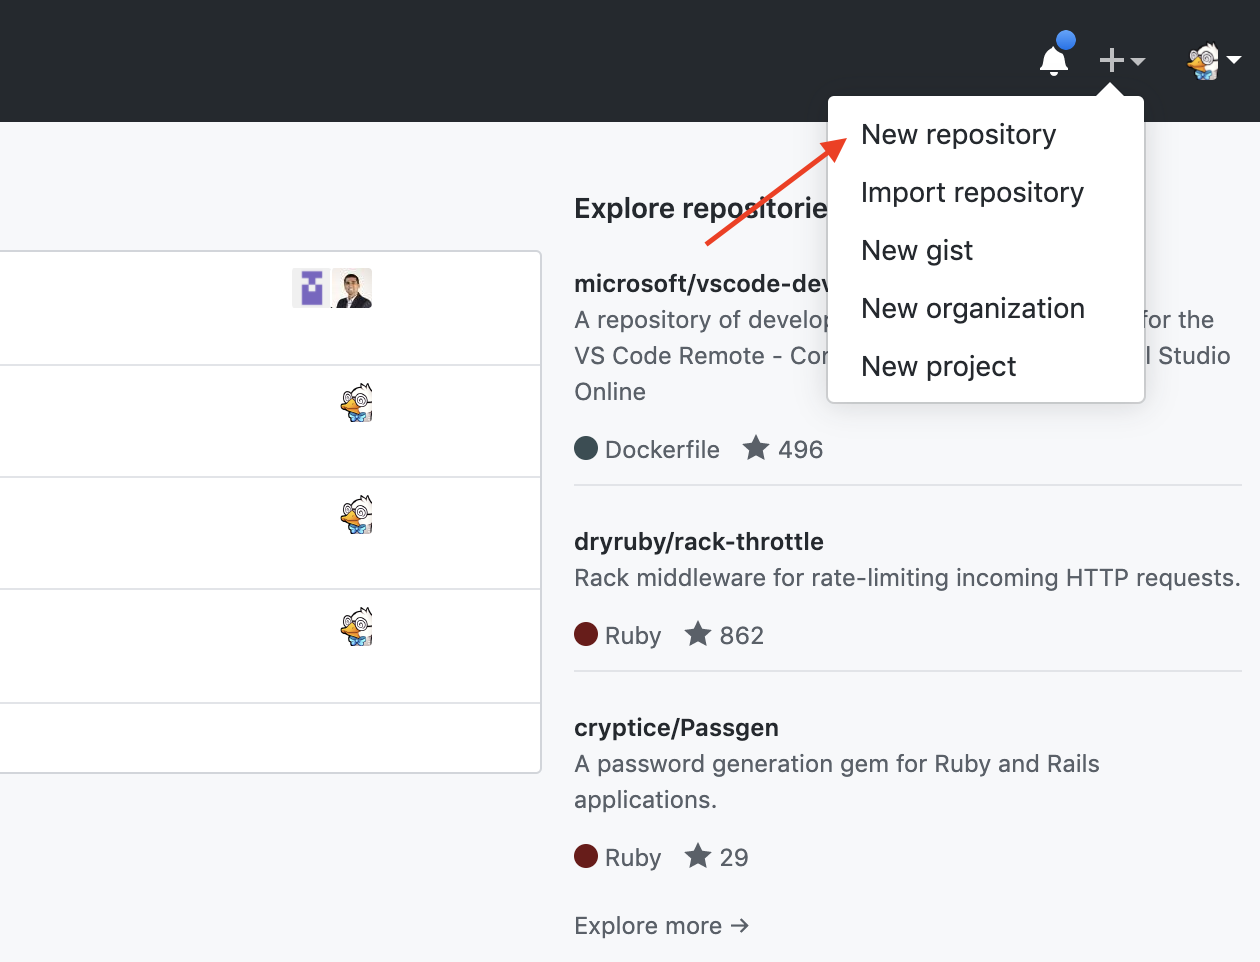 New repository
Import repository
New gist
New organization
New project
Explore repositorie
microsoft/vscode-dev
A repository of develop for the
VS Code Remote - Con l Studio
Online
Dockerfile 496
dryruby/rack-throttle
Rack middleware for rate-limiting incoming HTTP requests.
Ruby 862
cryptice/Passgen
A password generation gem for Ruby and Rails
applications.
Ruby 29
Explore more →